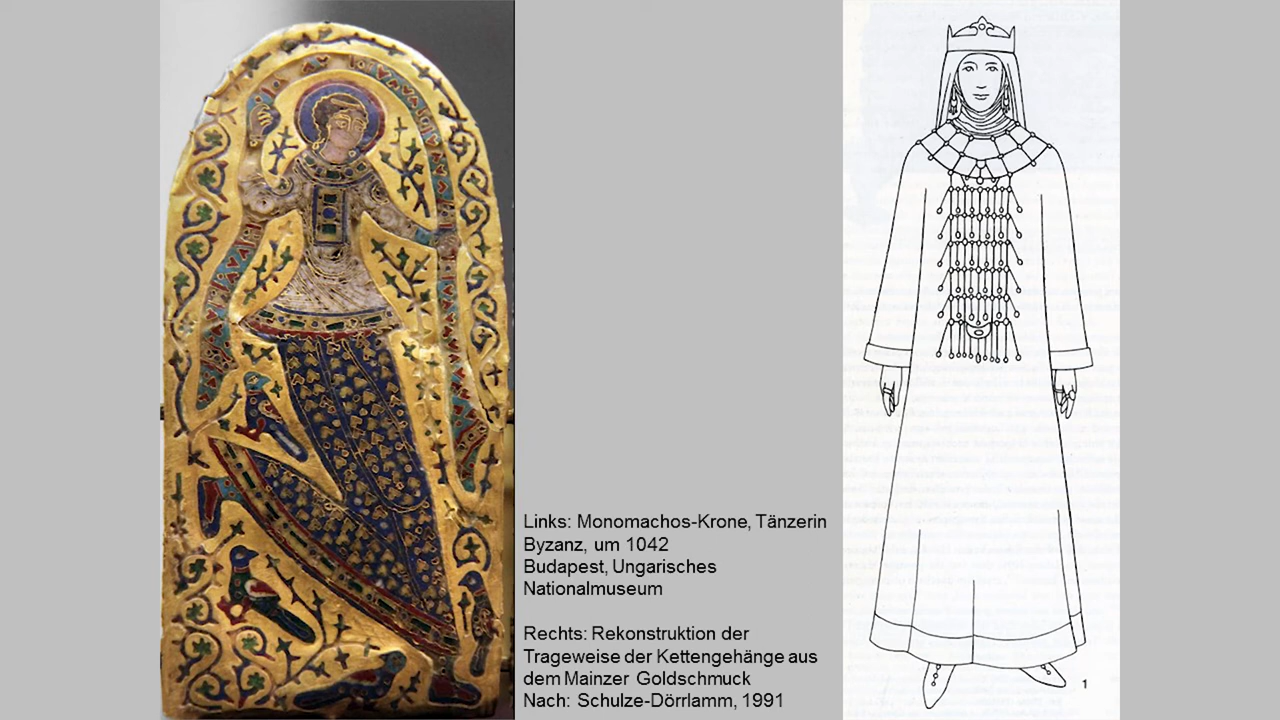 Links: Monomachos-Krone, Tänzerin
Byzanz, um 1042
Budapest, Ungarisches
Nationalmuseum
Rechts: Rekonstruktion der
Trageweise der Kettengehänge aus
dem Mainzer Goldschmuck
Nach: Schulze-Dörrlamm, 1991
1